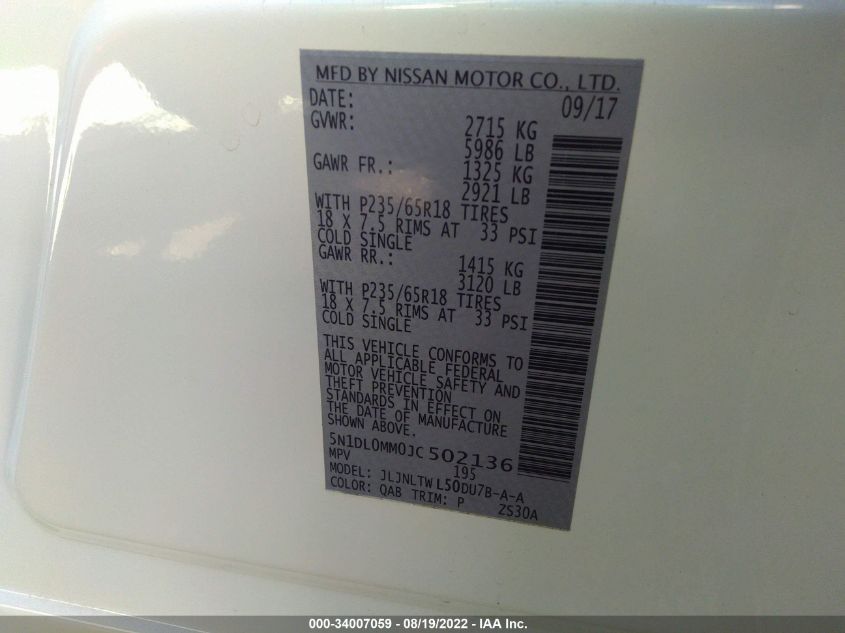 MFD BY NISSAN MOTOR CO., LTD.
DATE: 09/17
GVWR: 2715 KG
5986 LB
GAWR FR.: 1325 KG
2921 LB
WITH P235/65R18 TIRES
18 X 7.5 RIMS AT 33 PSI
COLD SINGLE
GAWR RR.: 1415 KG
3120 LB
WITH P235/65R18 TIRES
18 X 7.5 RIMS AT 33 PSI
COLD SINGLE
THIS VEHICLE CONFORMS TO
ALL APPLICABLE FEDERAL
MOTOR VEHICLE SAFETY AND
THEFT PREVENTION
STANDARDS IN EFFECT ON
THE DATE OF MANUFACTURE
SHOWN ABOVE.
5N1DL0MM0JC502136
MPV 195
MODEL: JLJNLTWL50DU7B-A-A
COLOR: QAB TRIM: P ZS30A
000-34007059 - 08/19/2022 - IAA Inc.